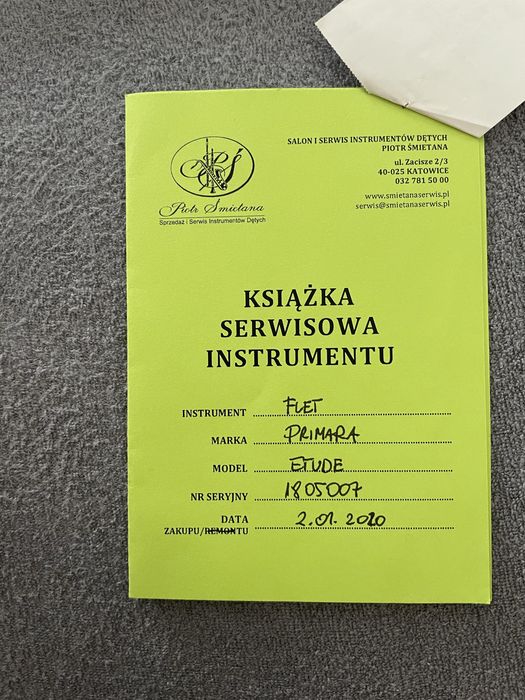 SALON I SERWIS INSTRUMENTÓW DĘTYCH
PIOTR ŚMIETANA
ul. Zacisze 2/3
40-025 KATOWICE
032 781 50 00
www.smietanaserwis.pl
serwis@smietanaserwis.pl
Piotr Śmietana
Sprzedaż i Serwis Instrumentów Dętych
KSIĄŻKA
SERWISOWA
INSTRUMENTU
INSTRUMENT FLET
MARKA PRIMARA
MODEL ETUDE
NR SERYJNY 1805007
DATA
ZAKUPU/REMONTU 2.01.2020